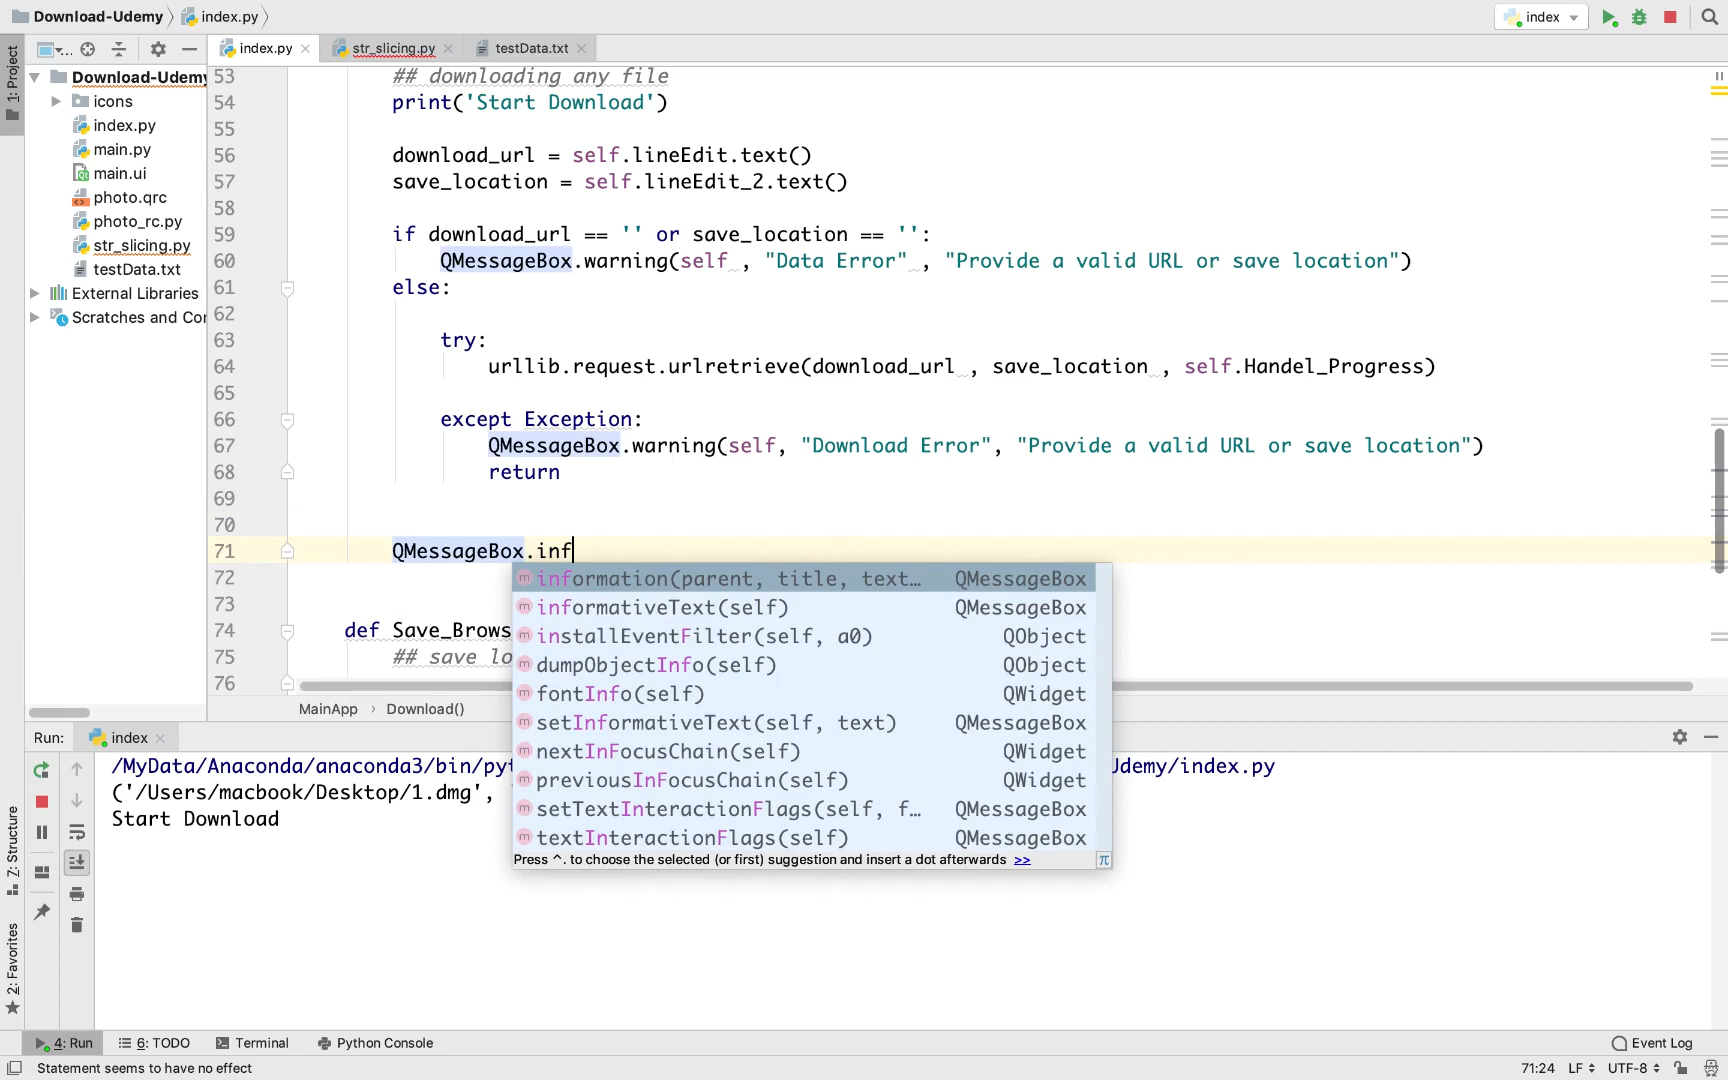 Download-Udemy index.py index
1: Project
... index.py str_slicing.py testData.txt
Download-Udemy
icons
index.py
main.py
main.ui
photo.qrc
photo_rc.py
str_slicing.py
testData.txt
External Libraries
Scratches and Cor
53 ## downloading any file
54 print('Start Download')
55
56 download_url = self.lineEdit.text()
57 save_location = self.lineEdit_2.text()
58
59 if download_url == '' or save_location == '':
60 QMessageBox.warning(self , "Data Error" , "Provide a valid URL or save location")
61 else:
62
63 try:
64 urllib.request.urlretrieve(download_url , save_location , self.Handel_Progress)
65
66 except Exception:
67 QMessageBox.warning(self, "Download Error", "Provide a valid URL or save location")
68 return
69
70
71 QMessageBox.inf
72
73
74 def Save_Brows
75 ## save lo
76
information(parent, title, text… QMessageBox
informativeText(self) QMessageBox
installEventFilter(self, a0) QObject
dumpObjectInfo(self) QObject
fontInfo(self) QWidget
setInformativeText(self, text) QMessageBox
nextInFocusChain(self) QWidget
previousInFocusChain(self) QWidget
setTextInteractionFlags(self, f… QMessageBox
textInteractionFlags(self) QMessageBox
Press ^. to choose the selected (or first) suggestion and insert a dot afterwards >> π
MainApp › Download()
Run: index
/MyData/Anaconda/anaconda3/bin/pyt Udemy/index.py
('/Users/macbook/Desktop/1.dmg',
Start Download
7: Structure
2: Favorites
4: Run 6: TODO Terminal Python Console Event Log
Statement seems to have no effect 71:24 LF UTF-8